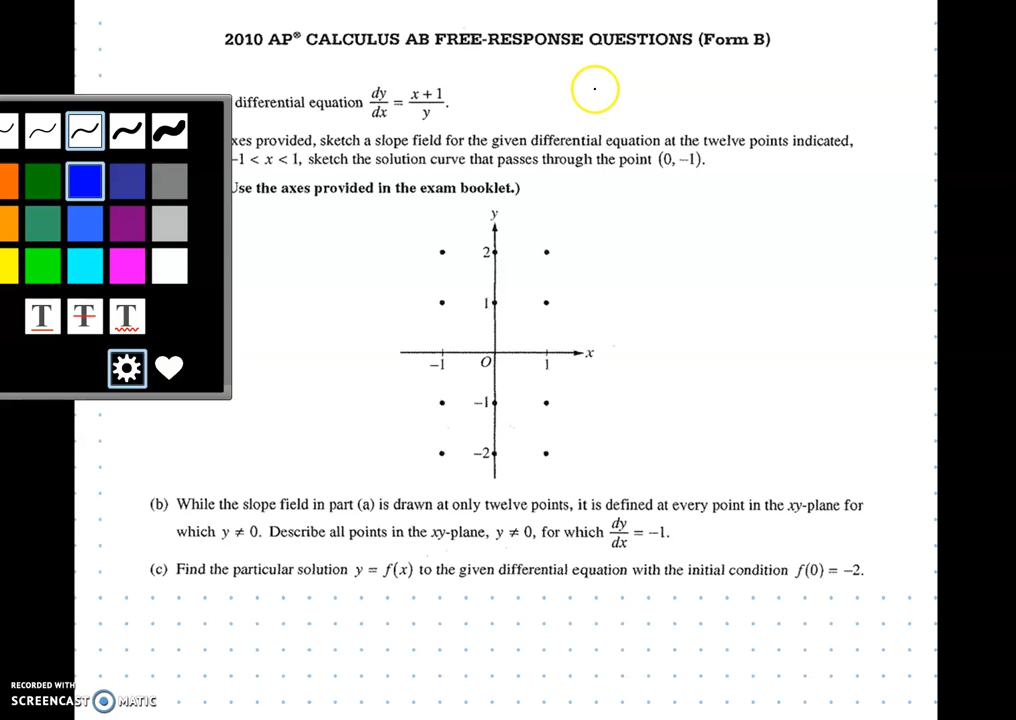 2010 AP® CALCULUS AB FREE-RESPONSE QUESTIONS (Form B)
differential equation dy/dx = (x + 1)/y.
xes provided, sketch a slope field for the given differential equation at the twelve points indicated,
−1 < x < 1, sketch the solution curve that passes through the point (0, −1).
Use the axes provided in the exam booklet.)
y
2
1
x
−1 O 1
−1
−2
T T T
(b) While the slope field in part (a) is drawn at only twelve points, it is defined at every point in the xy-plane for
which y ≠ 0. Describe all points in the xy-plane, y ≠ 0, for which dy/dx = −1.
(c) Find the particular solution y = f(x) to the given differential equation with the initial condition f(0) = −2.
RECORDED WITH
SCREENCAST MATIC